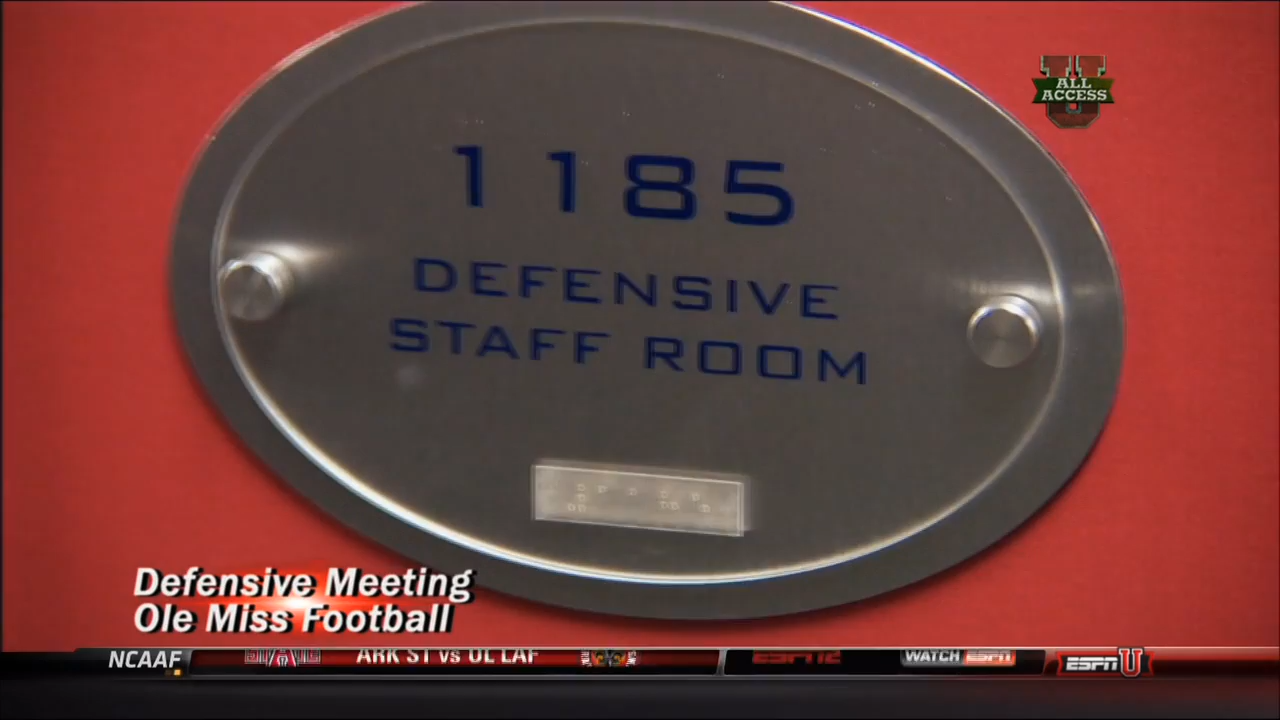 U
ALL
ACCESS
1185
DEFENSIVE
STAFF ROOM
Defensive Meeting
Ole Miss Football
NCAAF
ARK ST vs UL LAF
WATCH ESPN
ESPN U